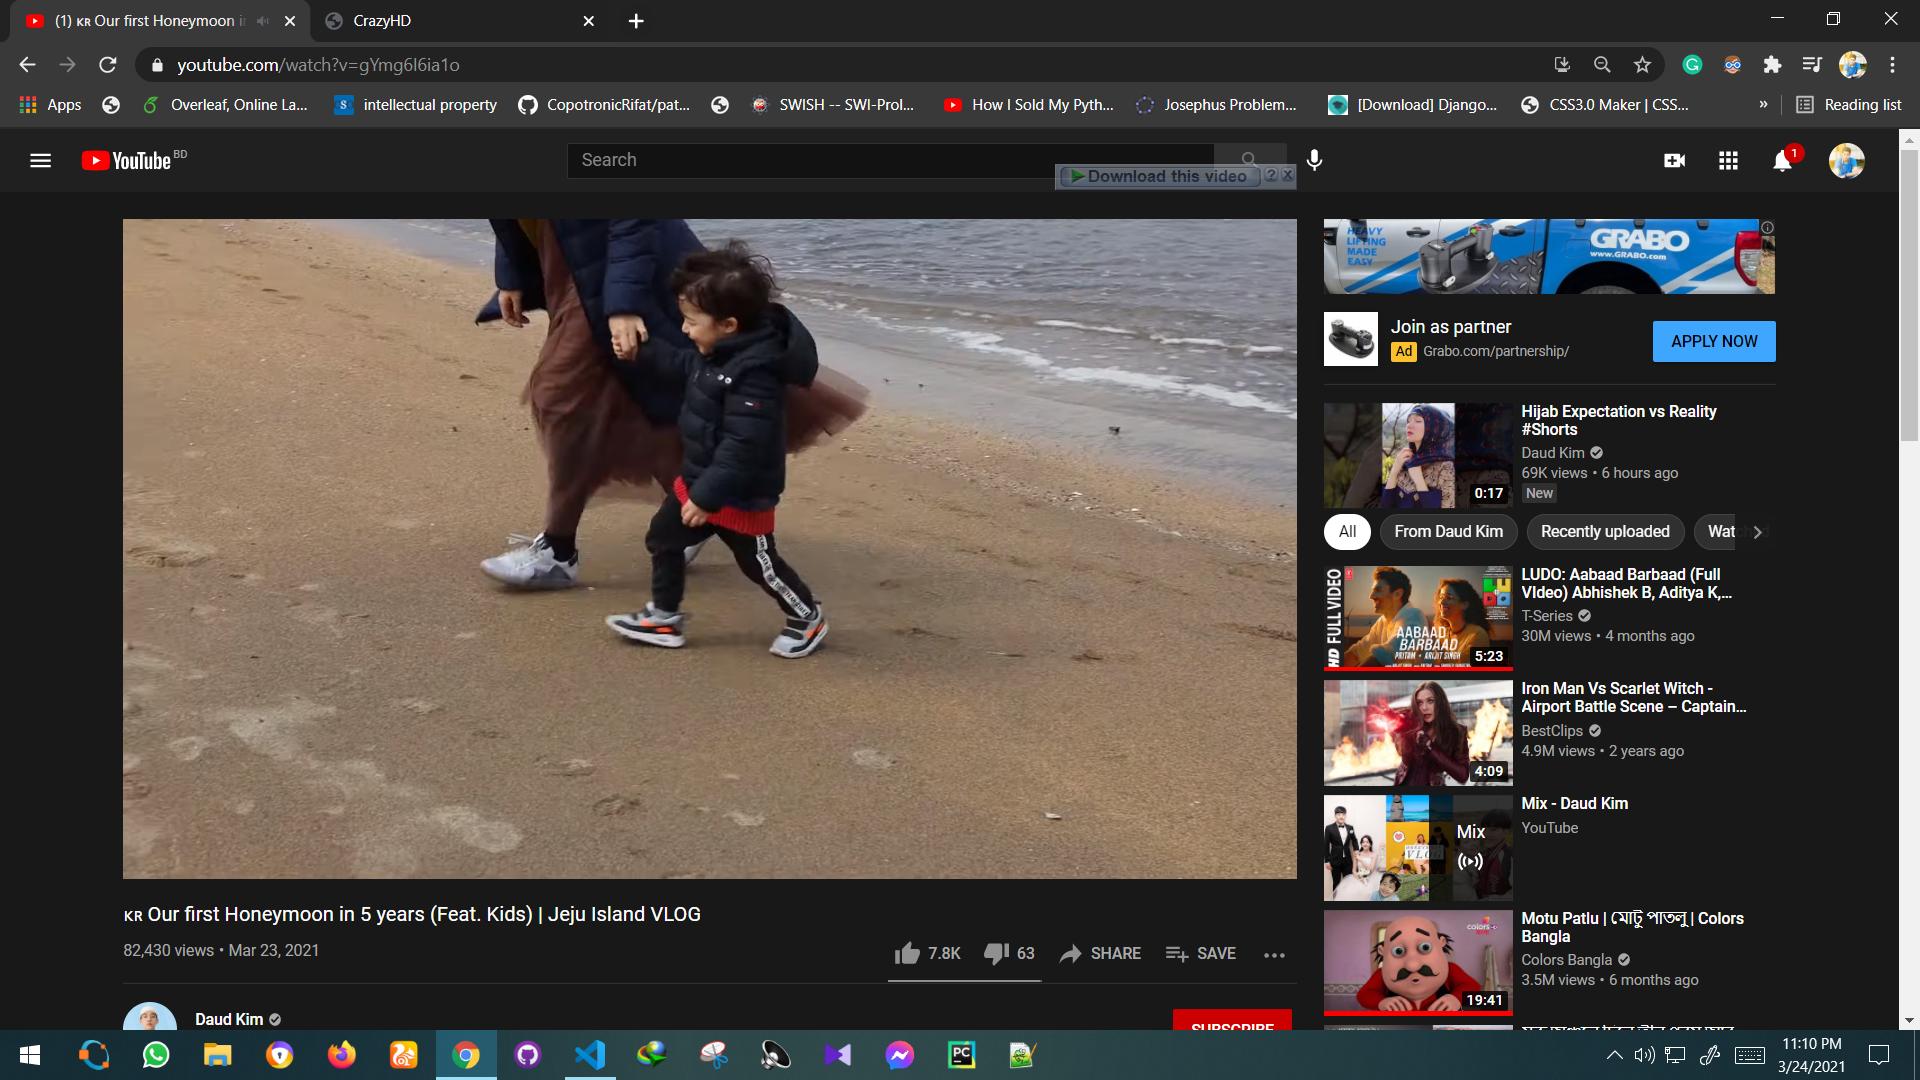 (1) ᴋʀ Our first Honeymoon i
CrazyHD
youtube.com/watch?v=gYmg6I6ia1o
Apps
Overleaf, Online La...
intellectual property
CopotronicRifat/pat...
SWISH -- SWI-Prol...
How I Sold My Pyth...
Josephus Problem...
[Download] Django...
CSS3.0 Maker | CSS...
»
Reading list
YouTube BD
Search
Download this video
1
HEAVY
LIFTING
MADE
EASY
GRABO
www.GRABO.com
Join as partner
Ad Grabo.com/partnership/
APPLY NOW
Hijab Expectation vs Reality
#Shorts
Daud Kim
69K views • 6 hours ago
New
0:17
All
From Daud Kim
Recently uploaded
HD FULL VIDEO
AABAAD
BARBAAD
PRITAM • ARIJIT SINGH
5:23
LUDO: Aabaad Barbaad (Full
VIdeo) Abhishek B, Aditya K,...
T-Series
30M views • 4 months ago
4:09
Iron Man Vs Scarlet Witch -
Airport Battle Scene – Captain...
BestClips
4.9M views • 2 years ago
Mix
Mix - Daud Kim
YouTube
colors
19:41
Motu Patlu | মোটু পাতলু | Colors
Bangla
Colors Bangla
3.5M views • 6 months ago
ᴋʀ Our first Honeymoon in 5 years (Feat. Kids) | Jeju Island VLOG
82,430 views • Mar 23, 2021
7.8K
63
SHARE
SAVE
Daud Kim
SUBSCRIBE
PC
11:10 PM
3/24/2021